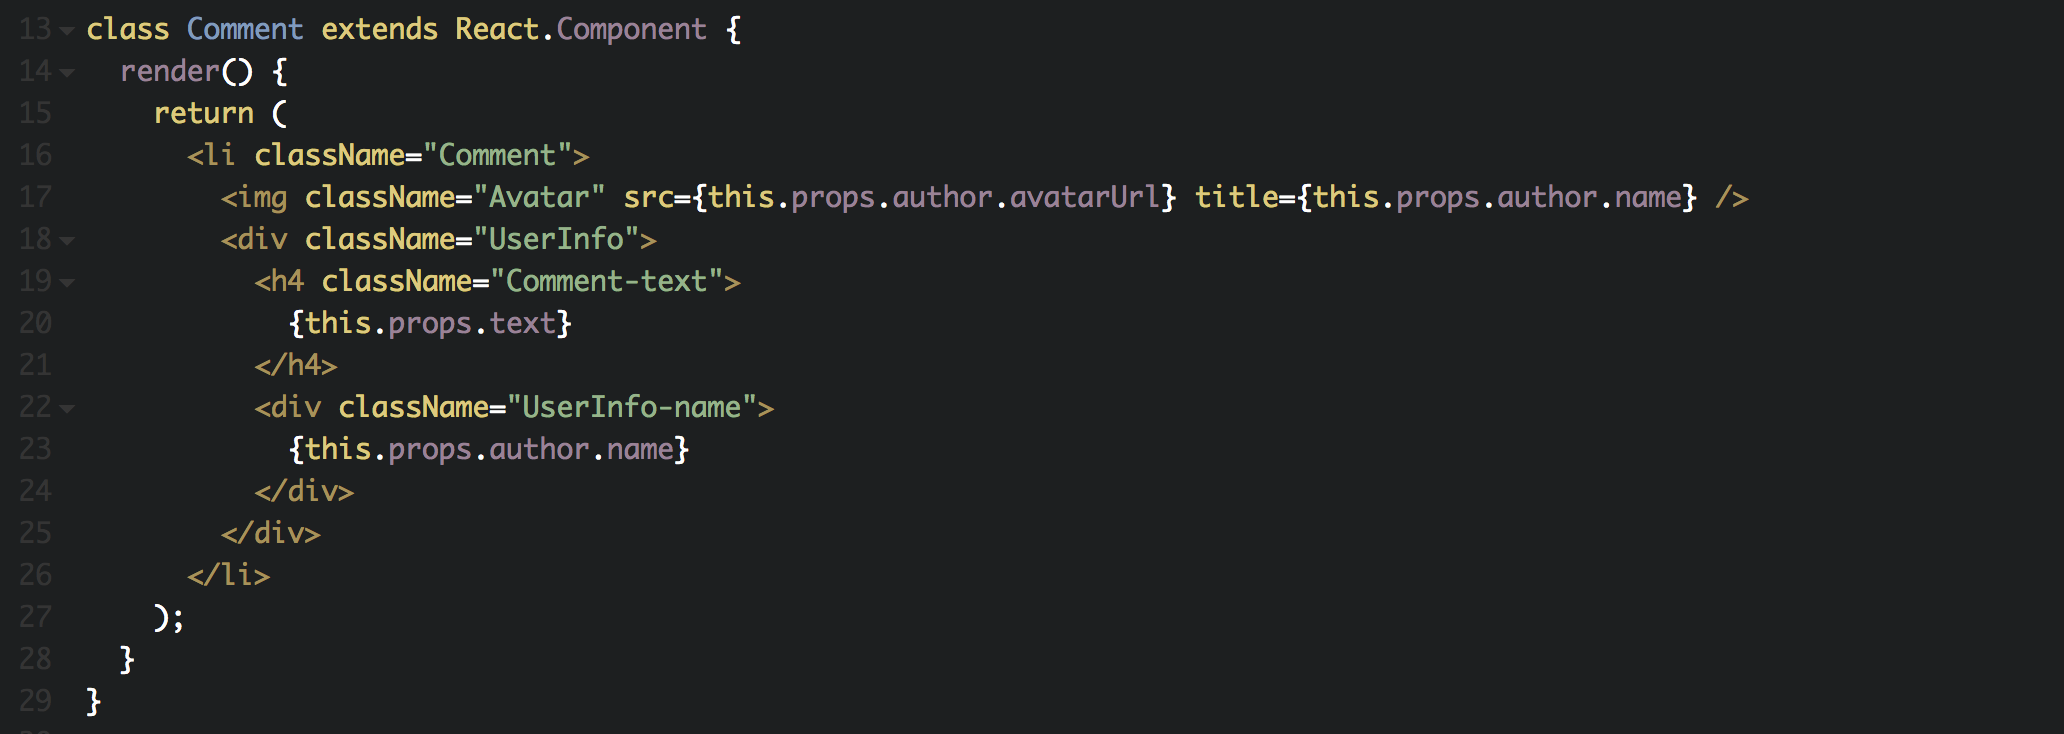 13 class Comment extends React.Component {
14   render() {
15     return (
16       <li className="Comment">
17         <img className="Avatar" src={this.props.author.avatarUrl} title={this.props.author.name} />
18         <div className="UserInfo">
19           <h4 className="Comment-text">
20             {this.props.text}
21           </h4>
22           <div className="UserInfo-name">
23             {this.props.author.name}
24           </div>
25         </div>
26       </li>
27     );
28   }
29 }